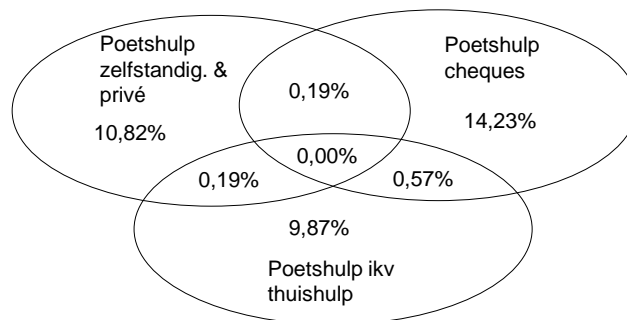 Poetshulp
zelfstandig. &
privé
10,82%
Poetshulp
cheques
14,23%
0,19%
0,00%
0,19%
0,57%
9,87%
Poetshulp ikv
thuishulp